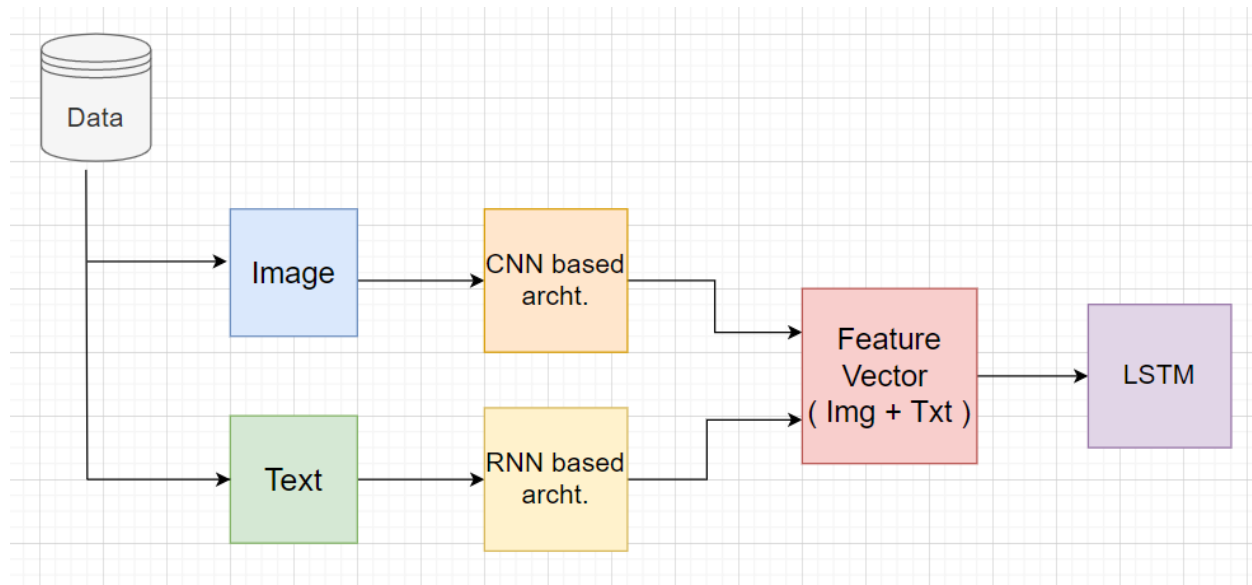 Data
Image
CNN based
archt.
Feature
Vector
( Img + Txt )
LSTM
Text
RNN based
archt.